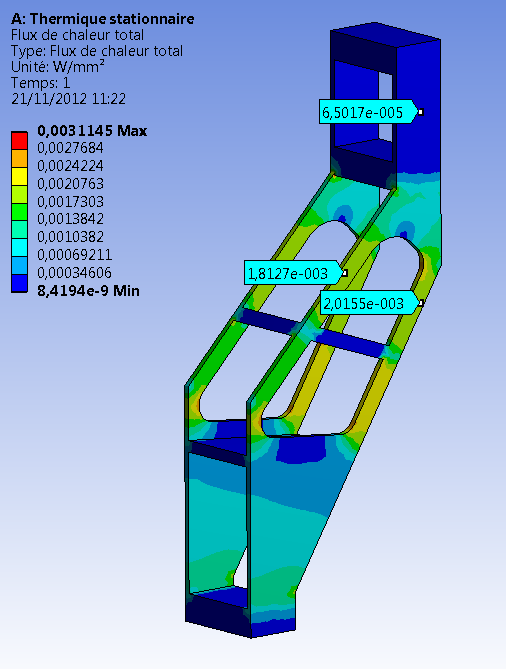 A: Thermique stationnaire
Flux de chaleur total
Type: Flux de chaleur total
Unité: W/mm²
Temps: 1
21/11/2012 11:22
0,0031145 Max
0,0027684
0,0024224
0,0020763
0,0017303
0,0013842
0,0010382
0,00069211
0,00034606
8,4194e-9 Min
6,5017e-005
1,8127e-003
2,0155e-003